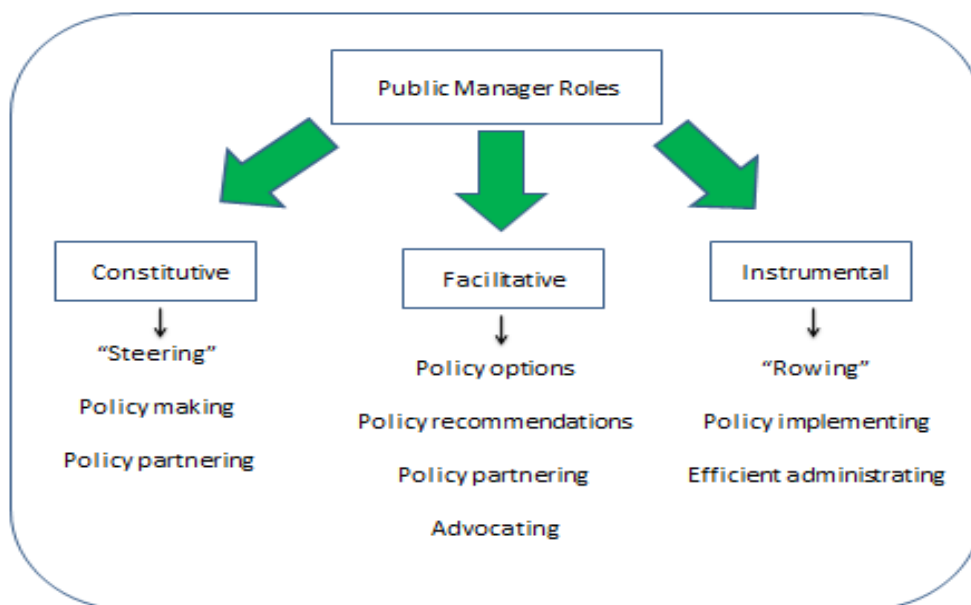 Public Manager Roles
Constitutive
“Steering”
Policy making
Policy partnering
Facilitative
Policy options
Policy recommendations
Policy partnering
Advocating
Instrumental
“Rowing”
Policy implementing
Efficient administrating